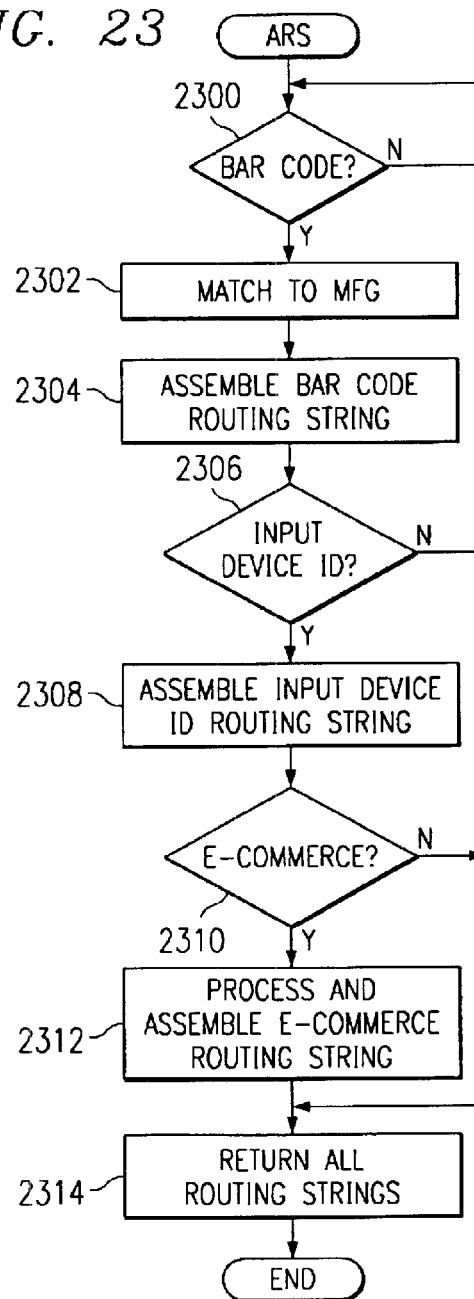 IG. 23
ARS
2300
BAR CODE?
N
Y
2302
MATCH TO MFG
2304
ASSEMBLE BAR CODE
ROUTING STRING
2306
INPUT
DEVICE ID?
N
Y
2308
ASSEMBLE INPUT DEVICE
ID ROUTING STRING
E-COMMERCE?
N
2310
Y
2312
PROCESS AND
ASSEMBLE E-COMMERCE
ROUTING STRING
2314
RETURN ALL
ROUTING STRINGS
END